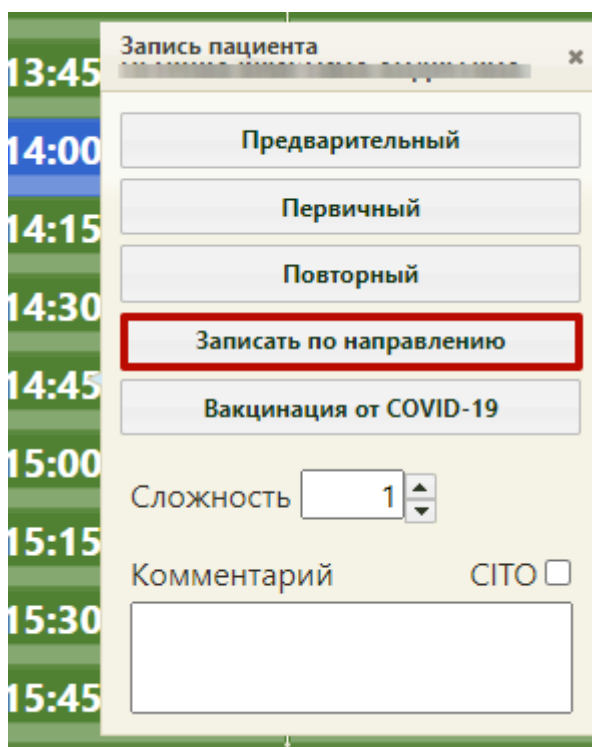 Запись пациента
13:45
14:00
Предварительный
14:15
Первичный
14:30
Повторный
Записать по направлению
14:45
Вакцинация от COVID-19
15:00
Сложность 1
15:15
Комментарий CITO
15:30
15:45